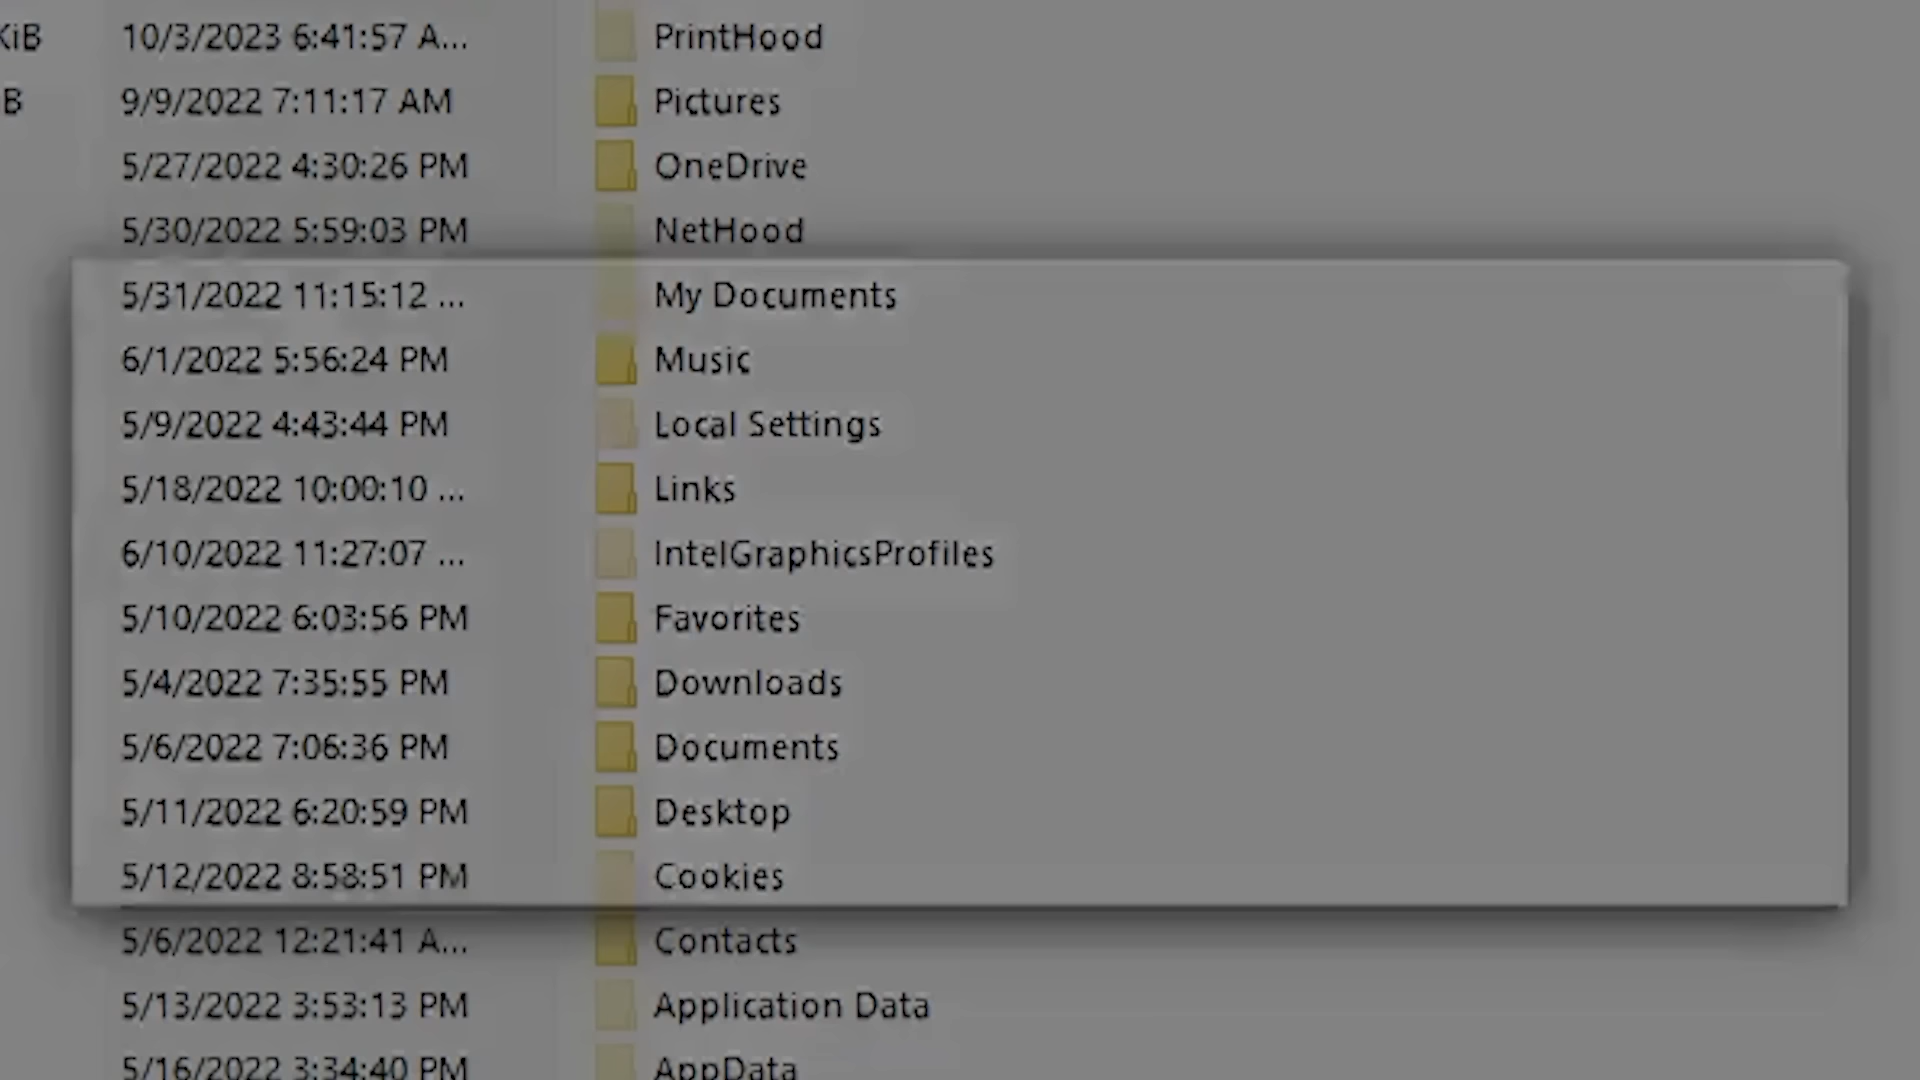 KiB 10/3/2023 6:41:57 A... PrintHood
B 9/9/2022 7:11:17 AM Pictures
5/27/2022 4:30:26 PM OneDrive
5/30/2022 5:59:03 PM NetHood
5/31/2022 11:15:12 ... My Documents
6/1/2022 5:56:24 PM Music
5/9/2022 4:43:44 PM Local Settings
5/18/2022 10:00:10 ... Links
6/10/2022 11:27:07 ... IntelGraphicsProfiles
5/10/2022 6:03:56 PM Favorites
5/4/2022 7:35:55 PM Downloads
5/6/2022 7:06:36 PM Documents
5/11/2022 6:20:59 PM Desktop
5/12/2022 8:58:51 PM Cookies
5/6/2022 12:21:41 A... Contacts
5/13/2022 3:53:13 PM Application Data
5/16/2022 3:34:40 PM AppData